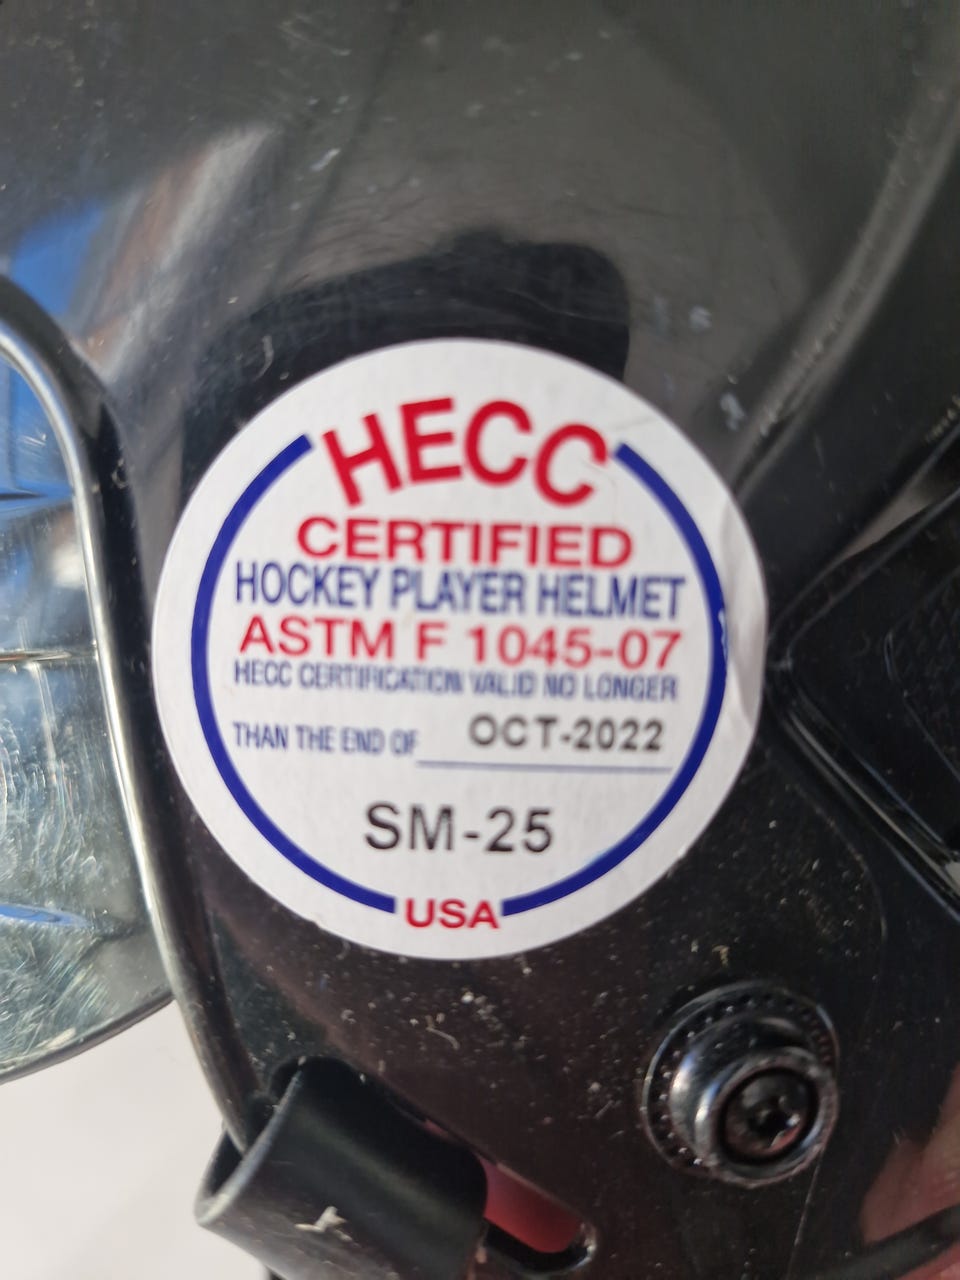 HECC
CERTIFIED
HOCKEY PLAYER HELMET
ASTM F 1045-07
HECC CERTIFICATION VALID NO LONGER
THAN THE END OF OCT-2022
SM-25
USA